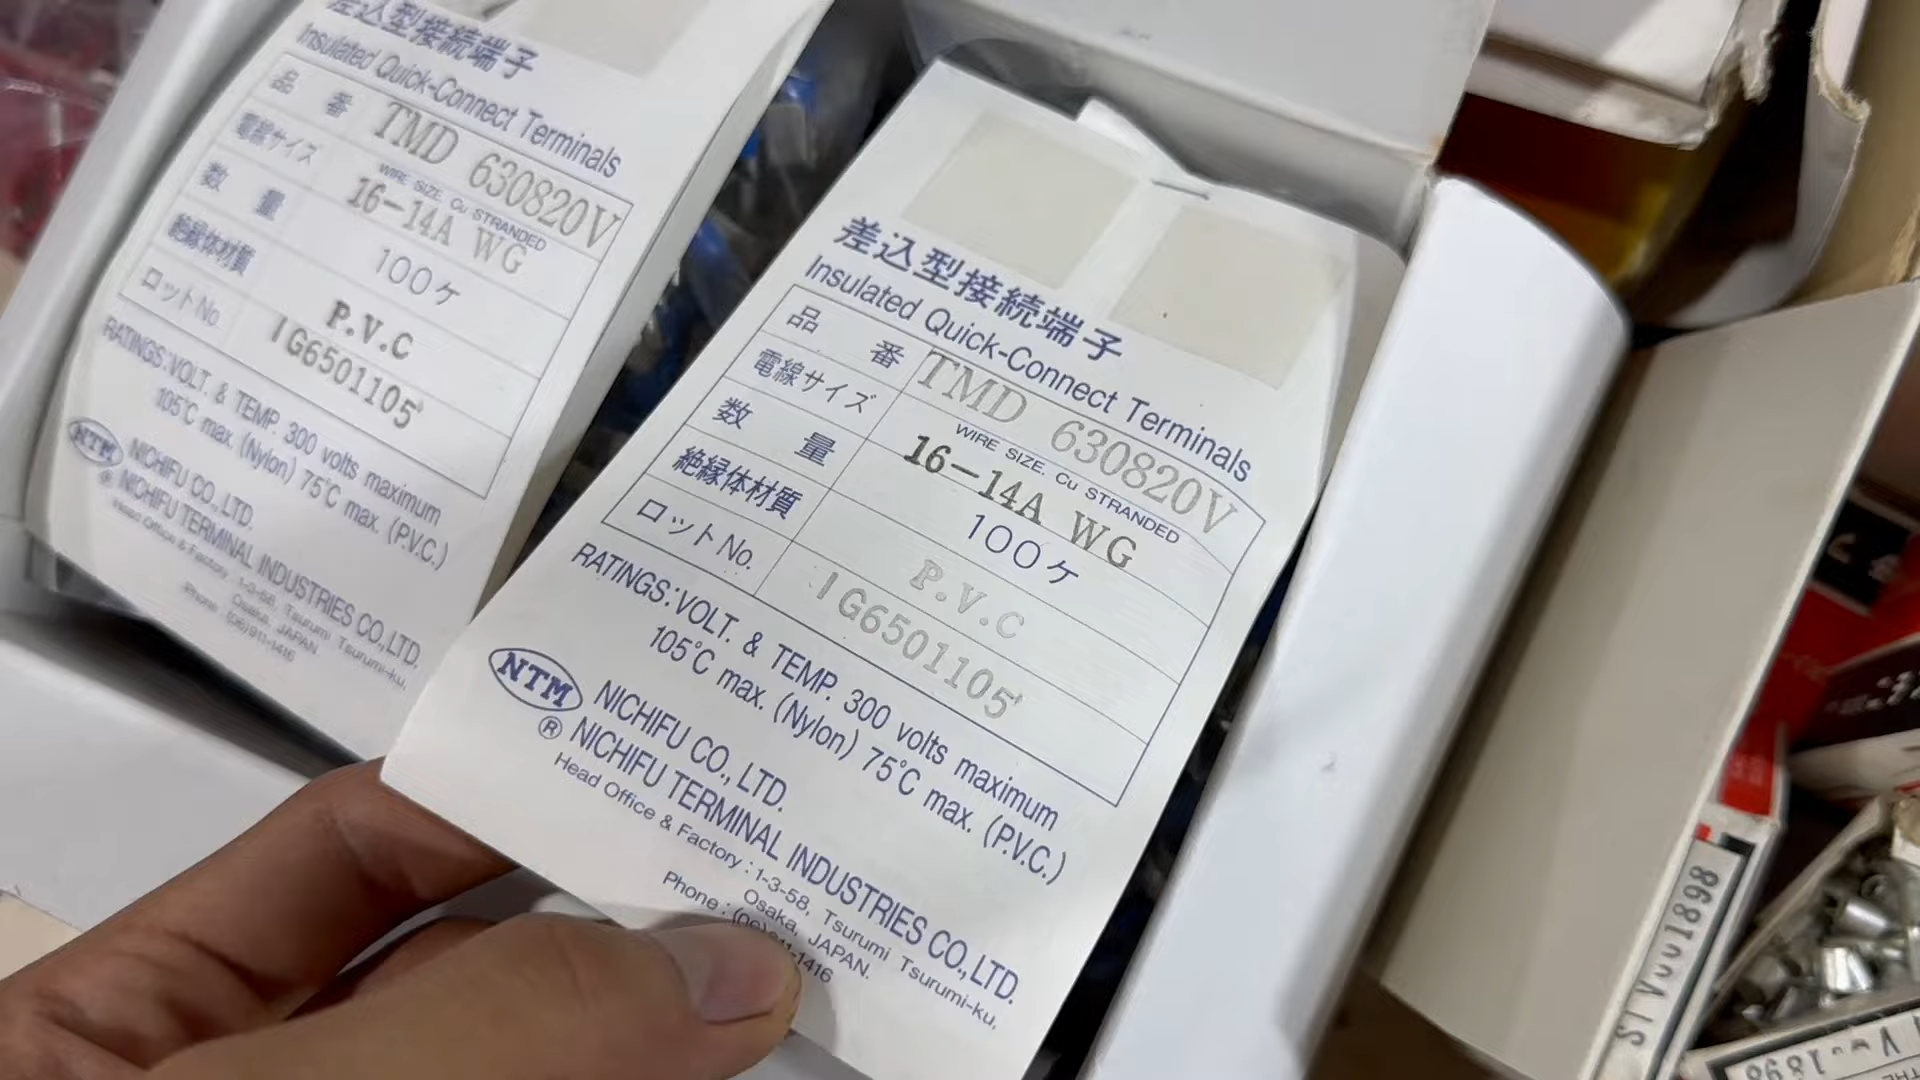 差込型接続端子
Insulated Quick-Connect Terminals
品番 TMD 630820V
電線サイズ WIRE SIZE Cu STRANDED
16-14A WG
数量 100ヶ
絶縁体材質 P.V.C
ロットNo. IG6501105
RATINGS:VOLT. & TEMP. 300 volts maximum
105℃ max. (Nylon) 75℃ max. (P.V.C.)
NTM NICHIFU CO.,LTD.
® NICHIFU TERMINAL INDUSTRIES CO.,LTD.
Head Office & Factory : 1-3-58, Tsurumi Tsurumi-ku,
Osaka, JAPAN
Phone : (06)911-1416
差込型接続端子
Insulated Quick-Connect Terminals
品番 TMD 630820V
電線サイズ WIRE SIZE. Cu STRANDED
16-14A WG
数量 100ヶ
絶縁体材質 P.V.C
ロットNo. IG6501105
RATINGS:VOLT. & TEMP. 300 volts maximum
105℃ max. (Nylon) 75℃ max. (P.V.C.)
NTM NICHIFU CO., LTD.
® NICHIFU TERMINAL INDUSTRIES CO.,LTD.
Head Office & Factory : 1-3-58, Tsurumi Tsurumi-ku,
Osaka, JAPAN.
Phone : (06)911-1416